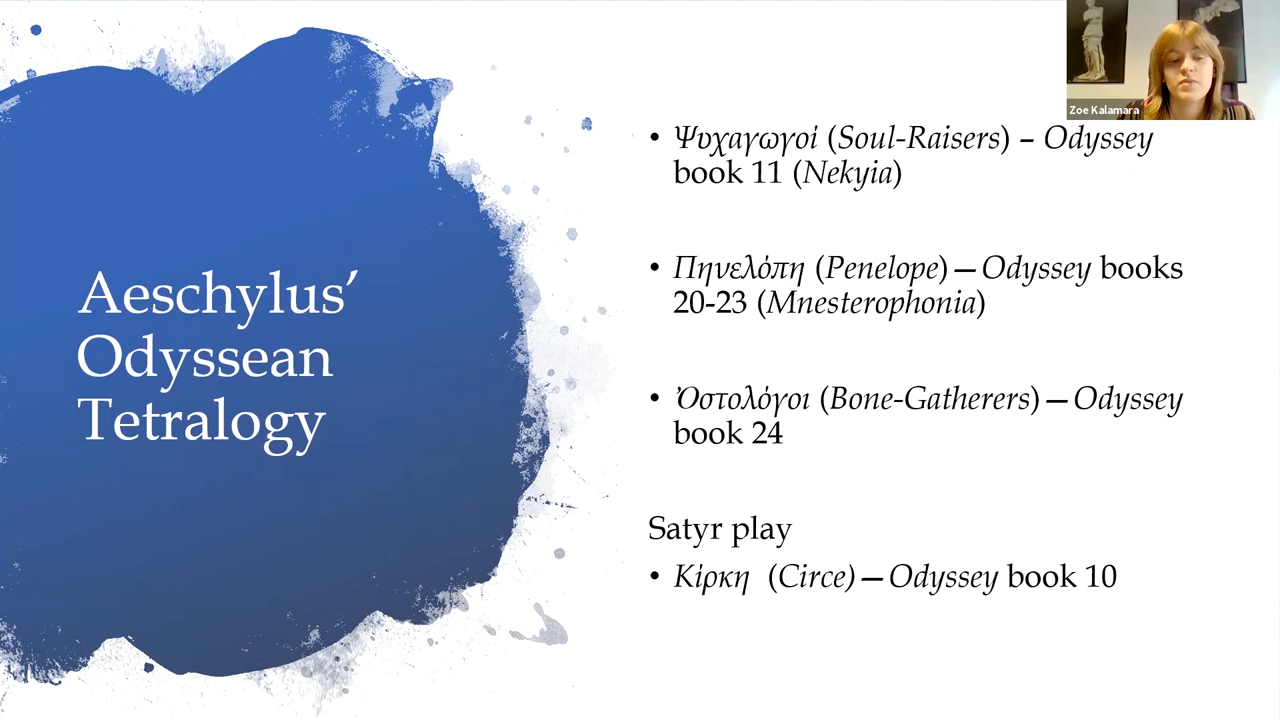 Aeschylus’
Odyssean
Tetralogy
Zoe Kalamara
• Ψυχαγωγοί (Soul-Raisers) – Odyssey
book 11 (Nekyia)
• Πηνελόπη (Penelope) — Odyssey books
20-23 (Mnesterophonia)
• Ὀστολόγοι (Bone-Gatherers) — Odyssey
book 24
Satyr play
• Κίρκη (Circe) — Odyssey book 10